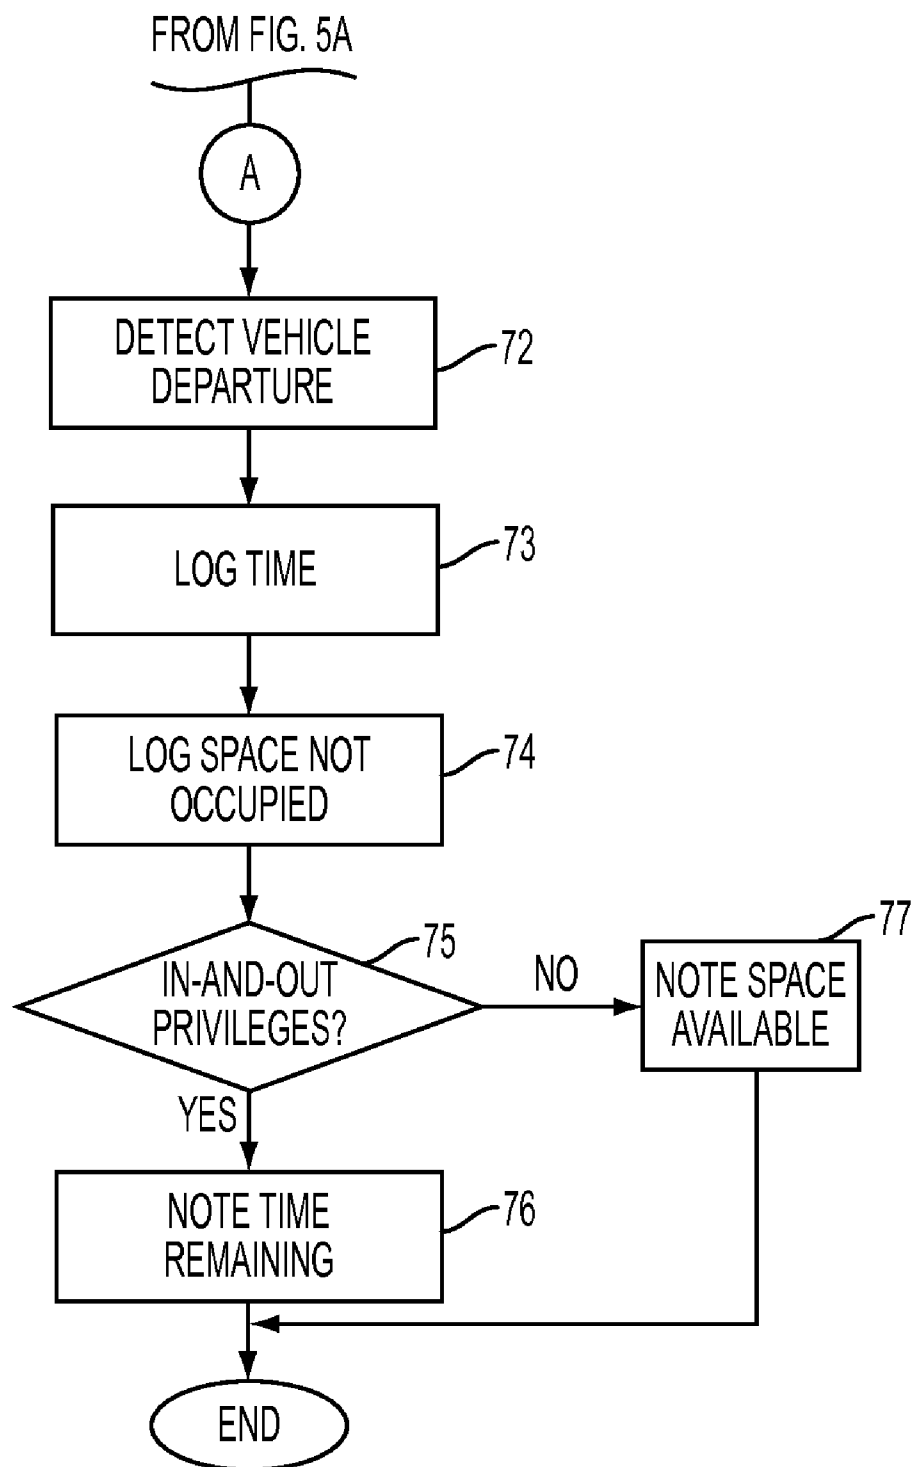 FROM FIG. 5A
A
DETECT VEHICLE
DEPARTURE
72
LOG TIME
73
LOG SPACE NOT
OCCUPIED
74
IN-AND-OUT
PRIVILEGES?
75
NO
NOTE SPACE
AVAILABLE
77
YES
NOTE TIME
REMAINING
76
END